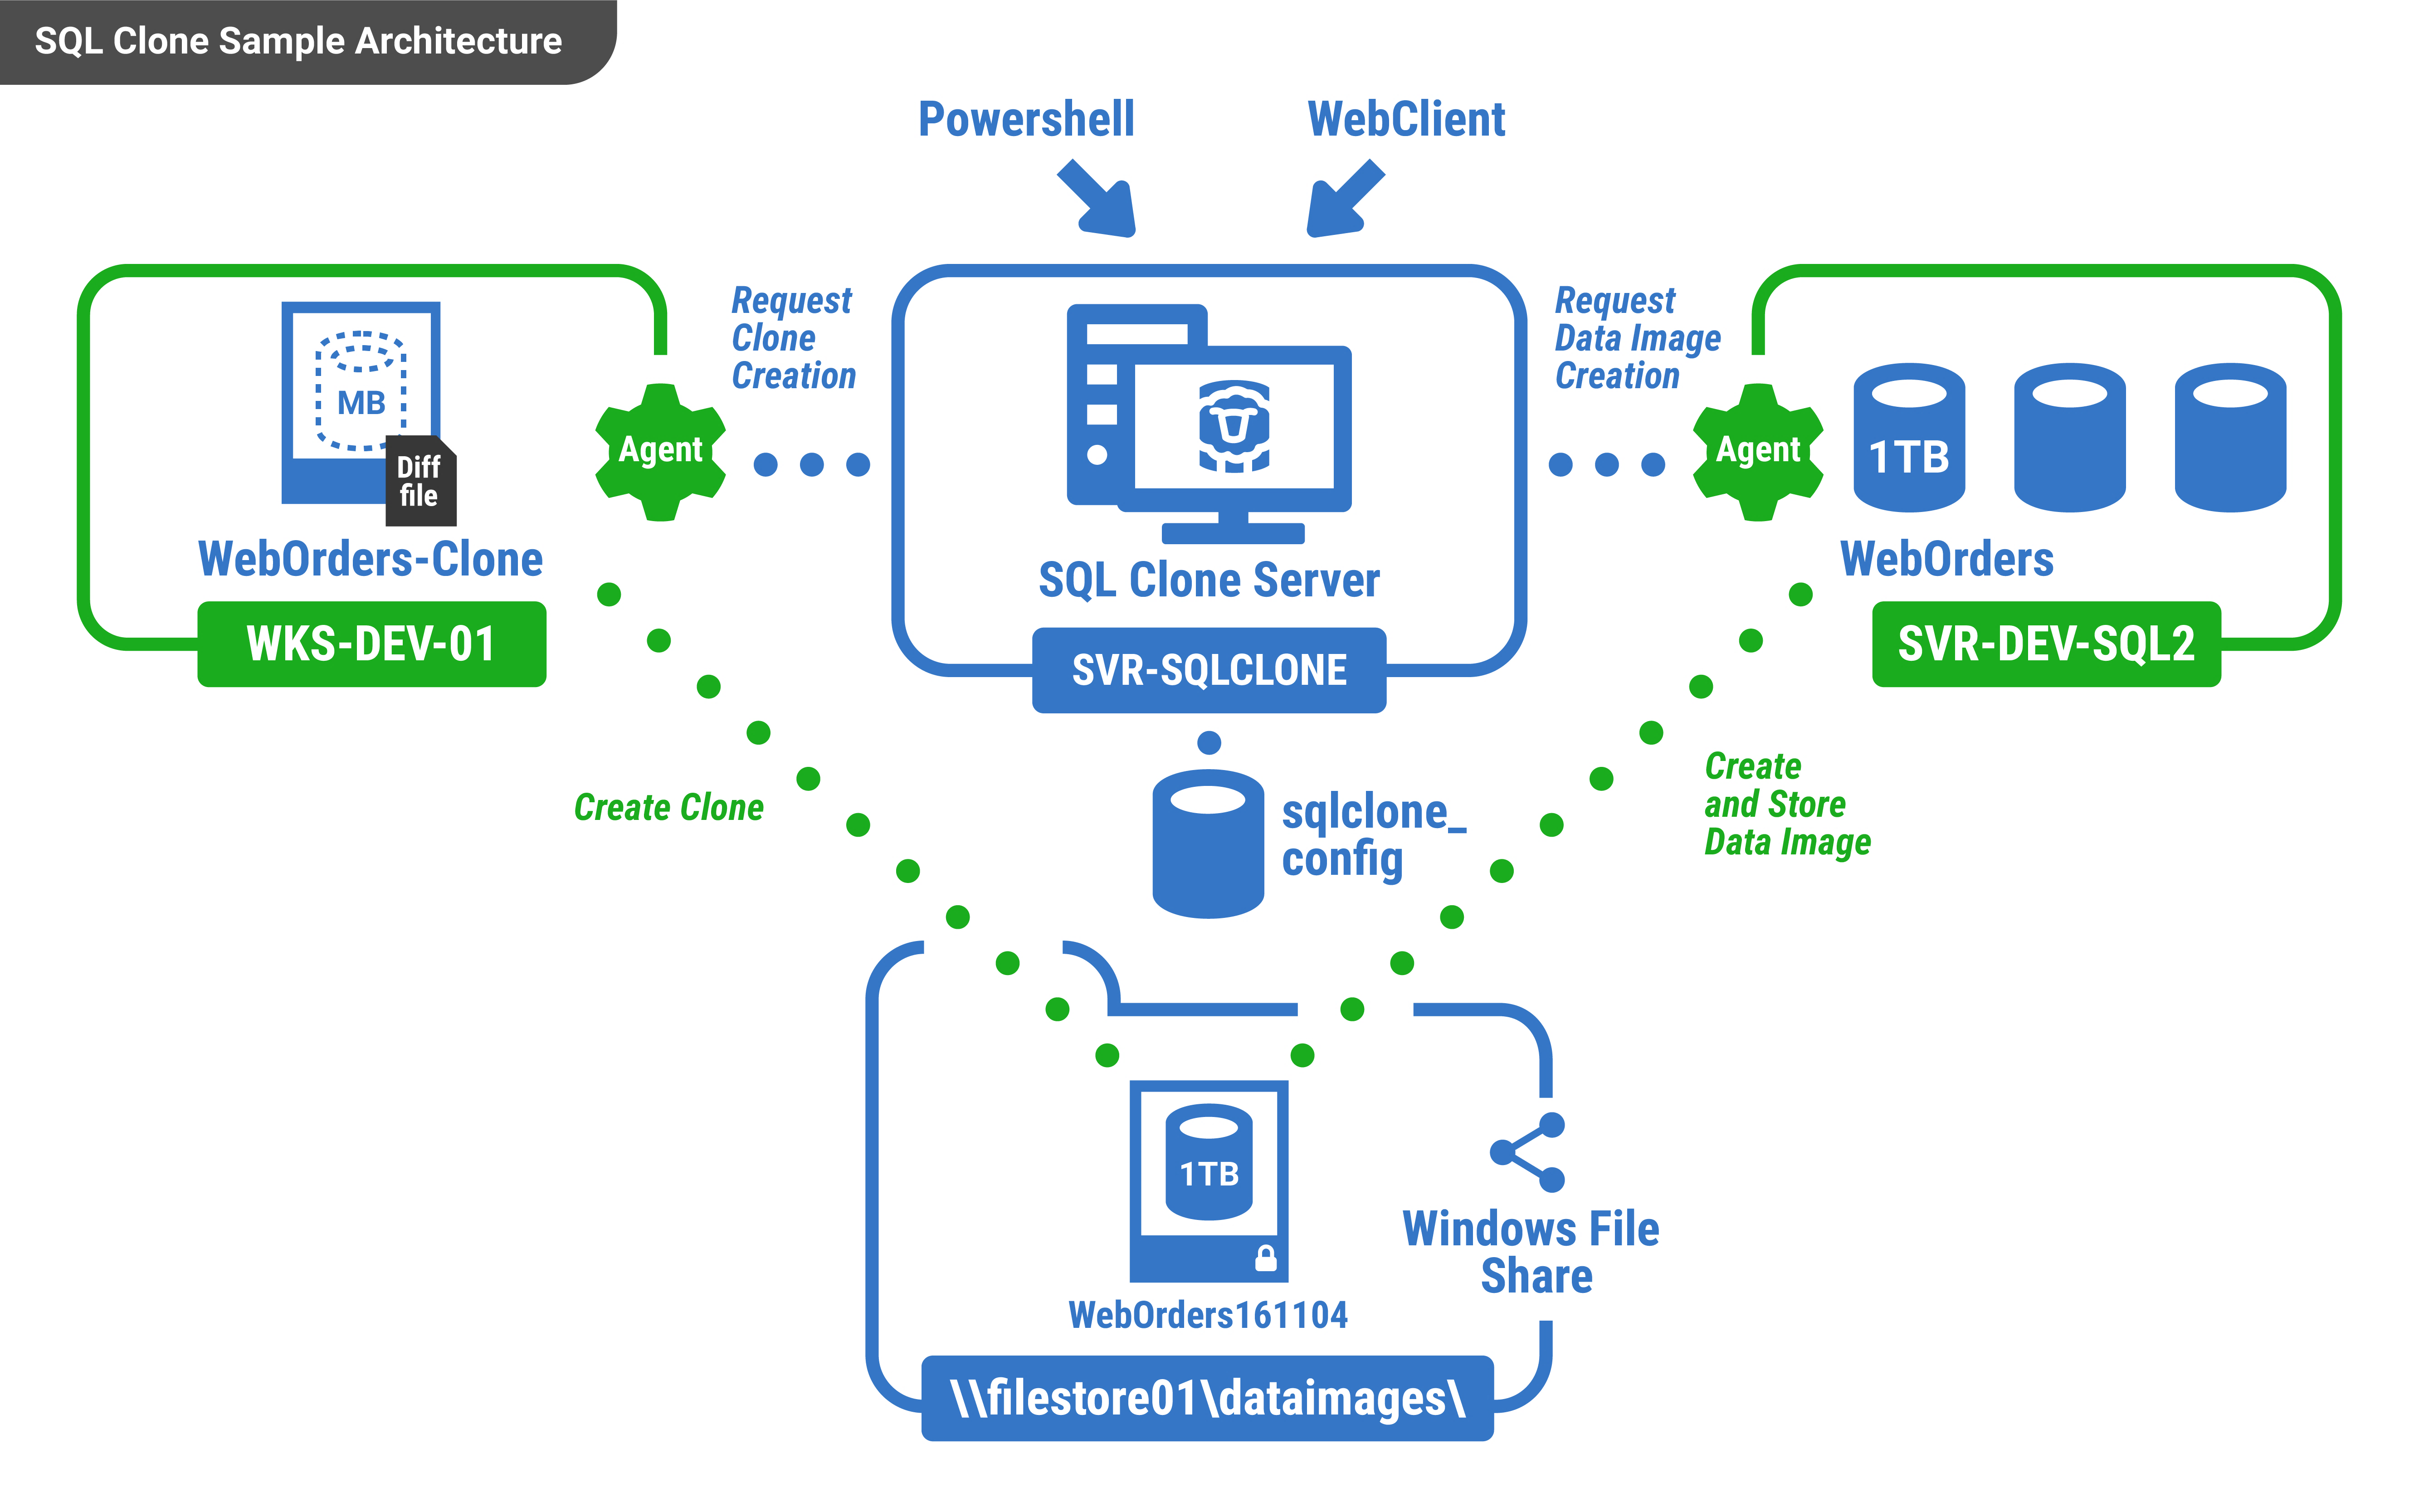 SQL Clone Sample Architecture
Powershell
WebClient
Request
Clone
Creation
Request
Data Image
Creation
MB
Diff
file
Agent
Agent
1TB
WebOrders-Clone
SQL Clone Server
WebOrders
WKS-DEV-01
SVR-SQLCLONE
SVR-DEV-SQL2
Create Clone
sqlclone_
config
Create
and Store
Data Image
1TB
Windows File
Share
WebOrders161104
\\filestore01\dataimages\